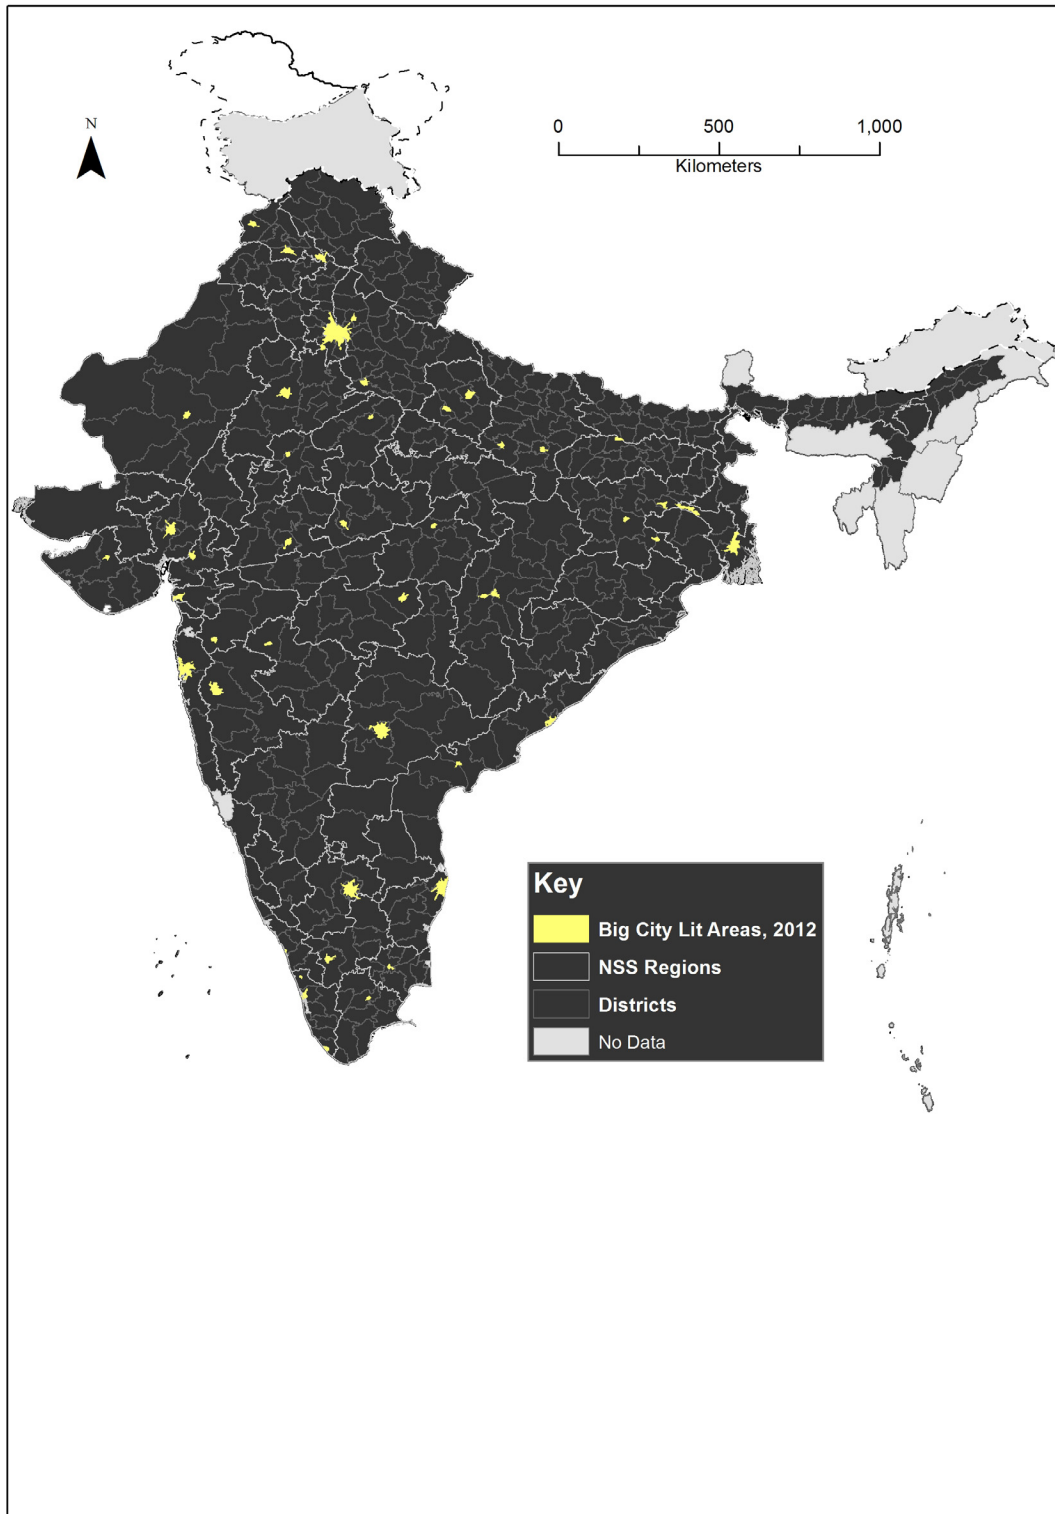 N
0 500 1,000
Kilometers
Key
Big City Lit Areas, 2012
NSS Regions
Districts
No Data